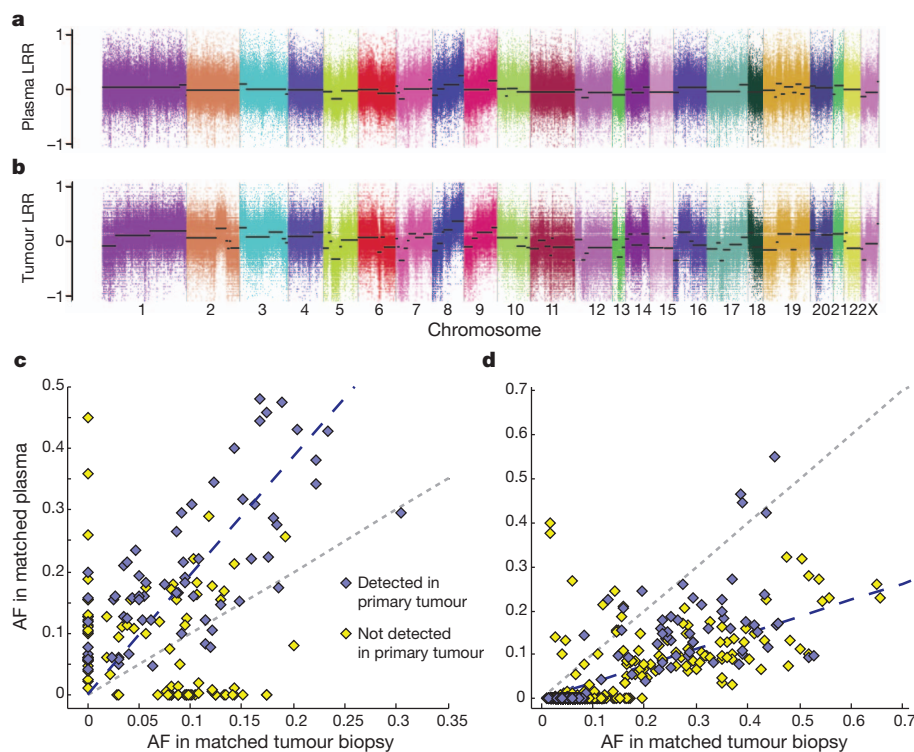 a
Plasma LRR
1
0
−1
b
Tumour LRR
1
0
−1
1 2 3 4 5 6 7 8 9 10 11 12 13 14 15 16 17 18 19 20 21 22 X
Chromosome
c
AF in matched plasma
0.5
0.4
0.3
0.2
0.1
0
0 0.05 0.1 0.15 0.2 0.25 0.3 0.35
AF in matched tumour biopsy
Detected in
primary tumour
Not detected
in primary tumour
d
0.7
0.6
0.5
0.4
0.3
0.2
0.1
0.0
0 0.1 0.2 0.3 0.4 0.5 0.6 0.7
AF in matched tumour biopsy